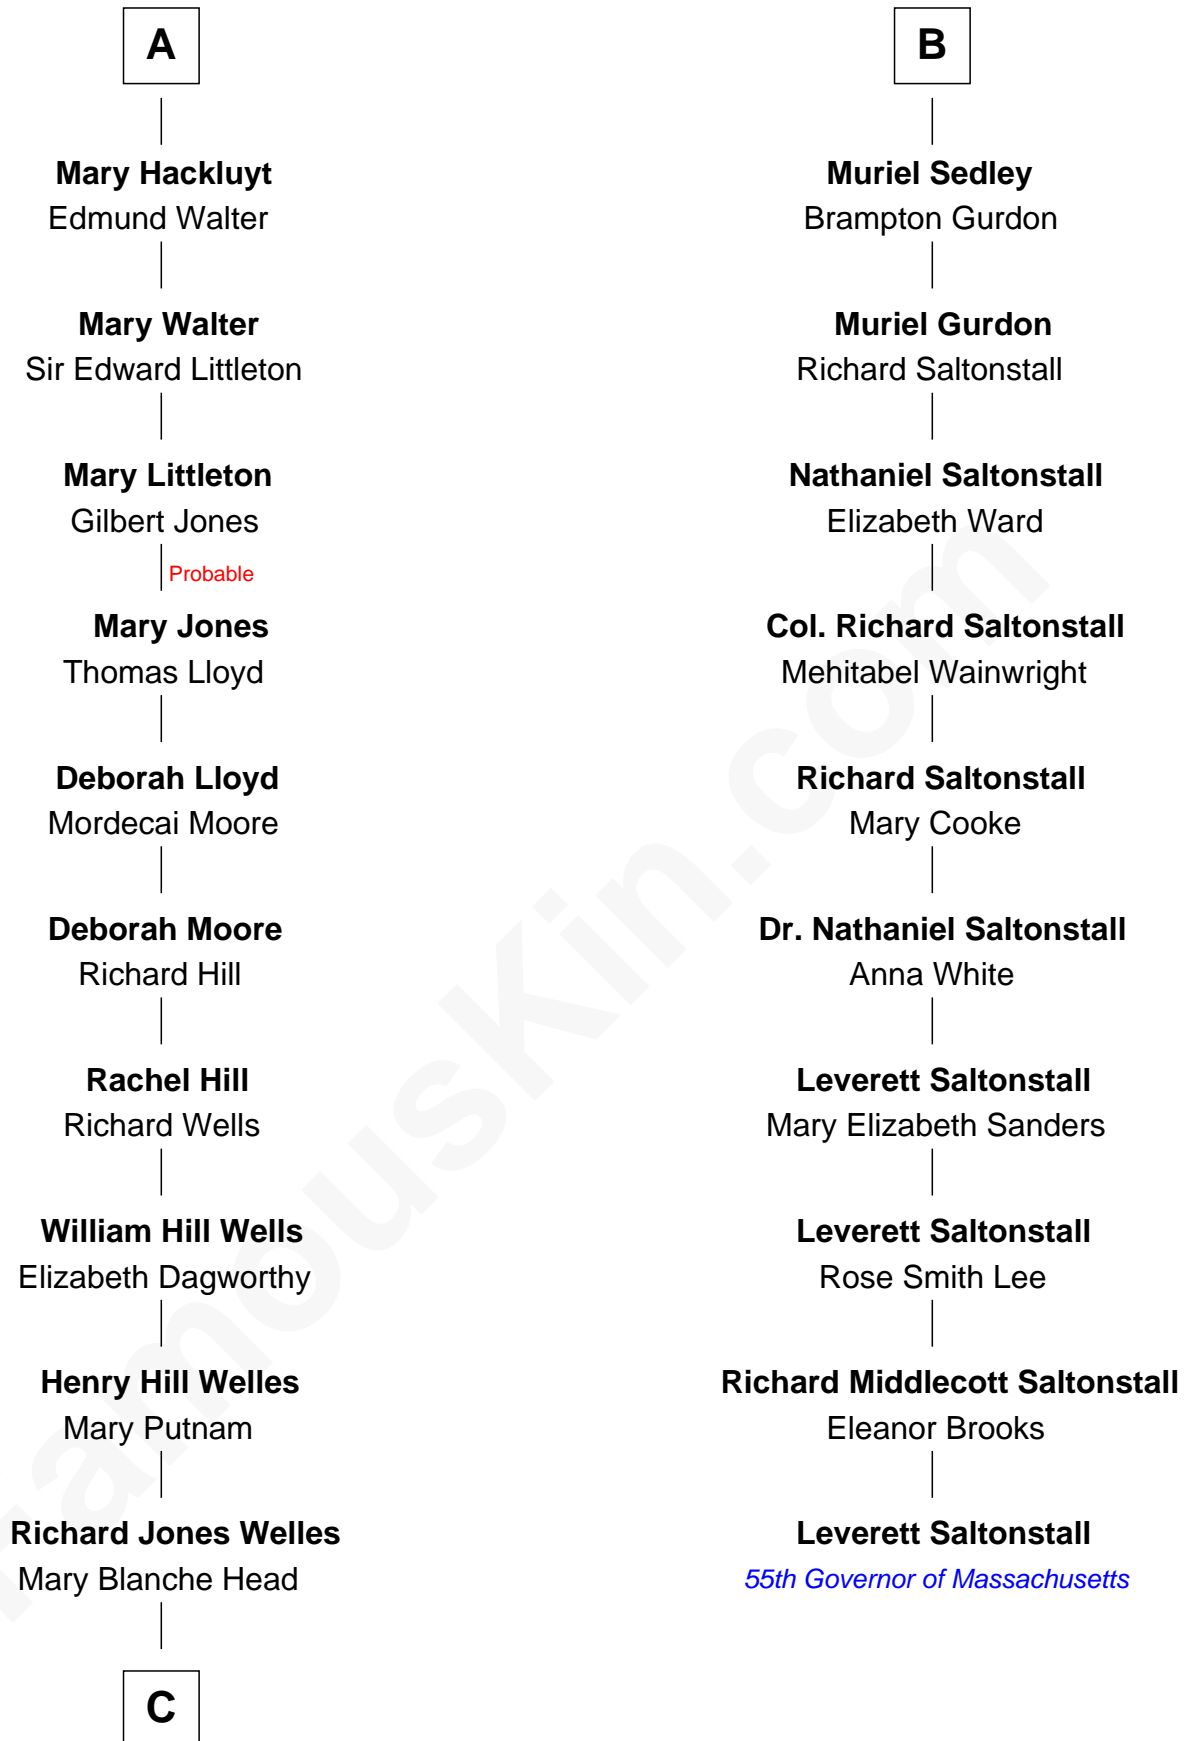 A
Mary Hackluyt
Edmund Walter
Mary Walter
Sir Edward Littleton
Mary Littleton
Gilbert Jones
Probable
Mary Jones
Thomas Lloyd
Deborah Lloyd
Mordecai Moore
Deborah Moore
Richard Hill
Rachel Hill
Richard Wells
William Hill Wells
Elizabeth Dagworthy
Henry Hill Welles
Mary Putnam
Richard Jones Welles
Mary Blanche Head
C
B
Muriel Sedley
Brampton Gurdon
Muriel Gurdon
Richard Saltonstall
Nathaniel Saltonstall
Elizabeth Ward
Col. Richard Saltonstall
Mehitabel Wainwright
Richard Saltonstall
Mary Cooke
Dr. Nathaniel Saltonstall
Anna White
Leverett Saltonstall
Mary Elizabeth Sanders
Leverett Saltonstall
Rose Smith Lee
Richard Middlecott Saltonstall
Eleanor Brooks
Leverett Saltonstall
55th Governor of Massachusetts
FamousKin.com